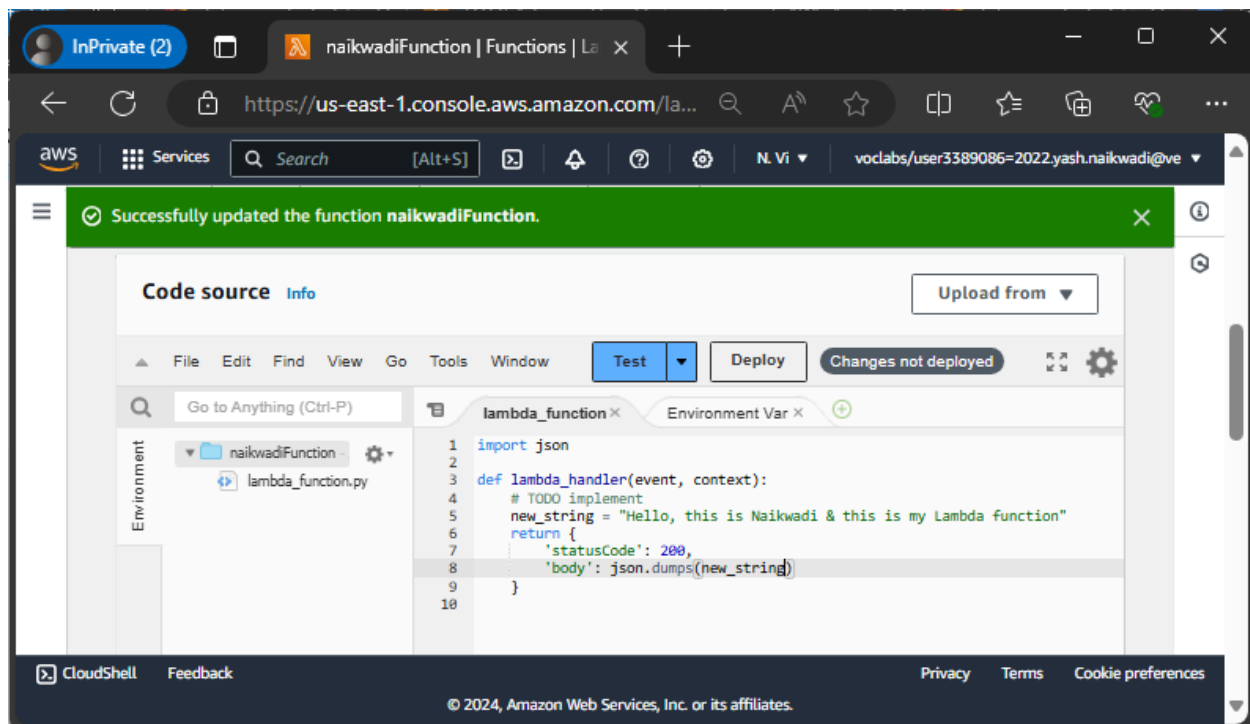 InPrivate (2)
naikwadiFunction | Functions | La
https://us-east-1.console.aws.amazon.com/la...
aws Services Search [Alt+S] N. Vi voclabs/user3389086=2022.yash.naikwadi@ve
Successfully updated the function naikwadiFunction.
Code source Info
Upload from
File Edit Find View Go Tools Window Test Deploy Changes not deployed
Go to Anything (Ctrl-P)
lambda_function Environment Var
Environment
naikwadiFunction -
lambda_function.py
1 import json
2
3 def lambda_handler(event, context):
4 # TODO implement
5 new_string = "Hello, this is Naikwadi & this is my Lambda function"
6 return {
7 'statusCode': 200,
8 'body': json.dumps(new_string)
9 }
10
CloudShell Feedback Privacy Terms Cookie preferences
© 2024, Amazon Web Services, Inc. or its affiliates.